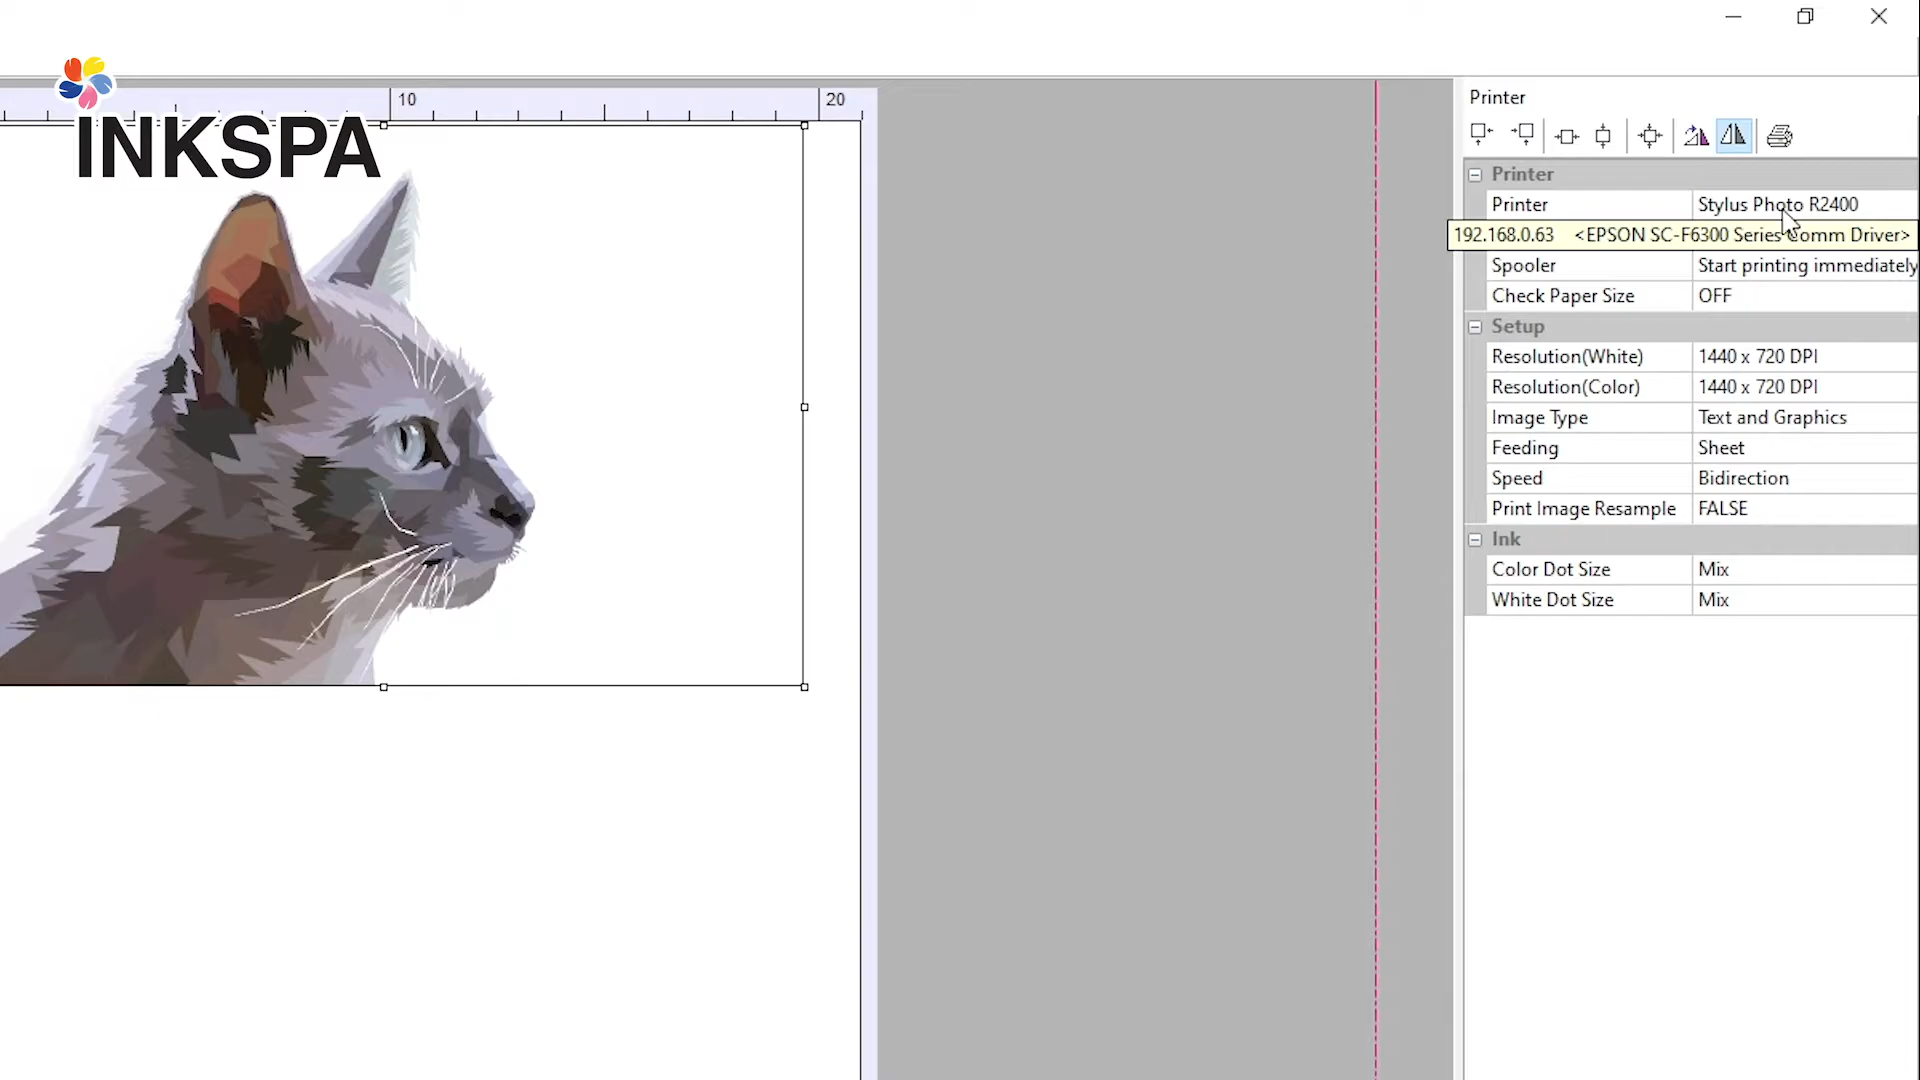 INKSPA
10
20
Printer
Printer
Printer Stylus Photo R2400
192.168.0.63 <EPSON SC-F6300 Series Comm Driver>
Spooler Start printing immediately
Check Paper Size OFF
Setup
Resolution(White) 1440 x 720 DPI
Resolution(Color) 1440 x 720 DPI
Image Type Text and Graphics
Feeding Sheet
Speed Bidirection
Print Image Resample FALSE
Ink
Color Dot Size Mix
White Dot Size Mix